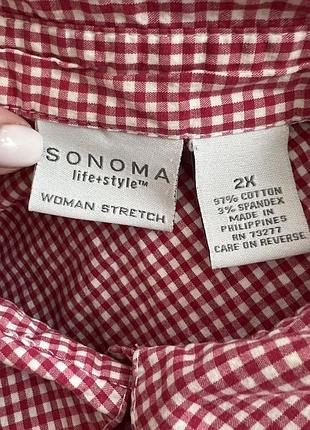 SONOMA
life+style™
WOMAN STRETCH
2X
97% COTTON
3% SPANDEX
MADE IN
PHILIPPINES
RN 73277
CARE ON REVERSE